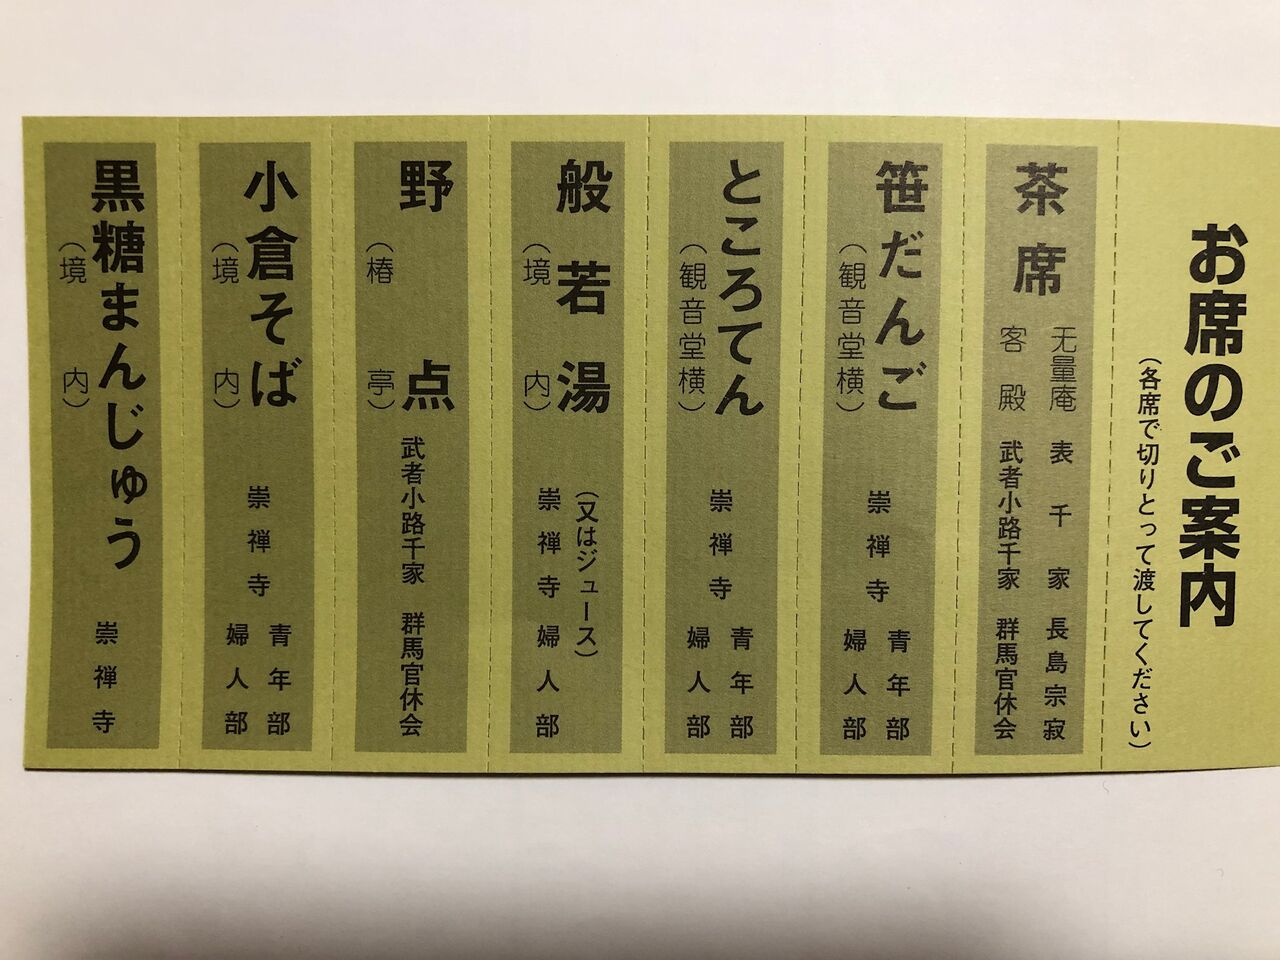 お席のご案内
（各席で切りとって渡してください）
茶席
无量庵 表千家 長島宗寂
客殿 武者小路千家 群馬官休会
笹だんご
（観音堂横）
崇禅寺
青年部
婦人部
ところてん
（観音堂横）
崇禅寺
青年部
婦人部
般若湯
（境内）
（又はジュース）
崇禅寺婦人部
野点
（椿亭）
武者小路千家 群馬官休会
小倉そば
（境内）
崇禅寺
青年部
婦人部
黒糖まんじゅう
（境内）
崇禅寺